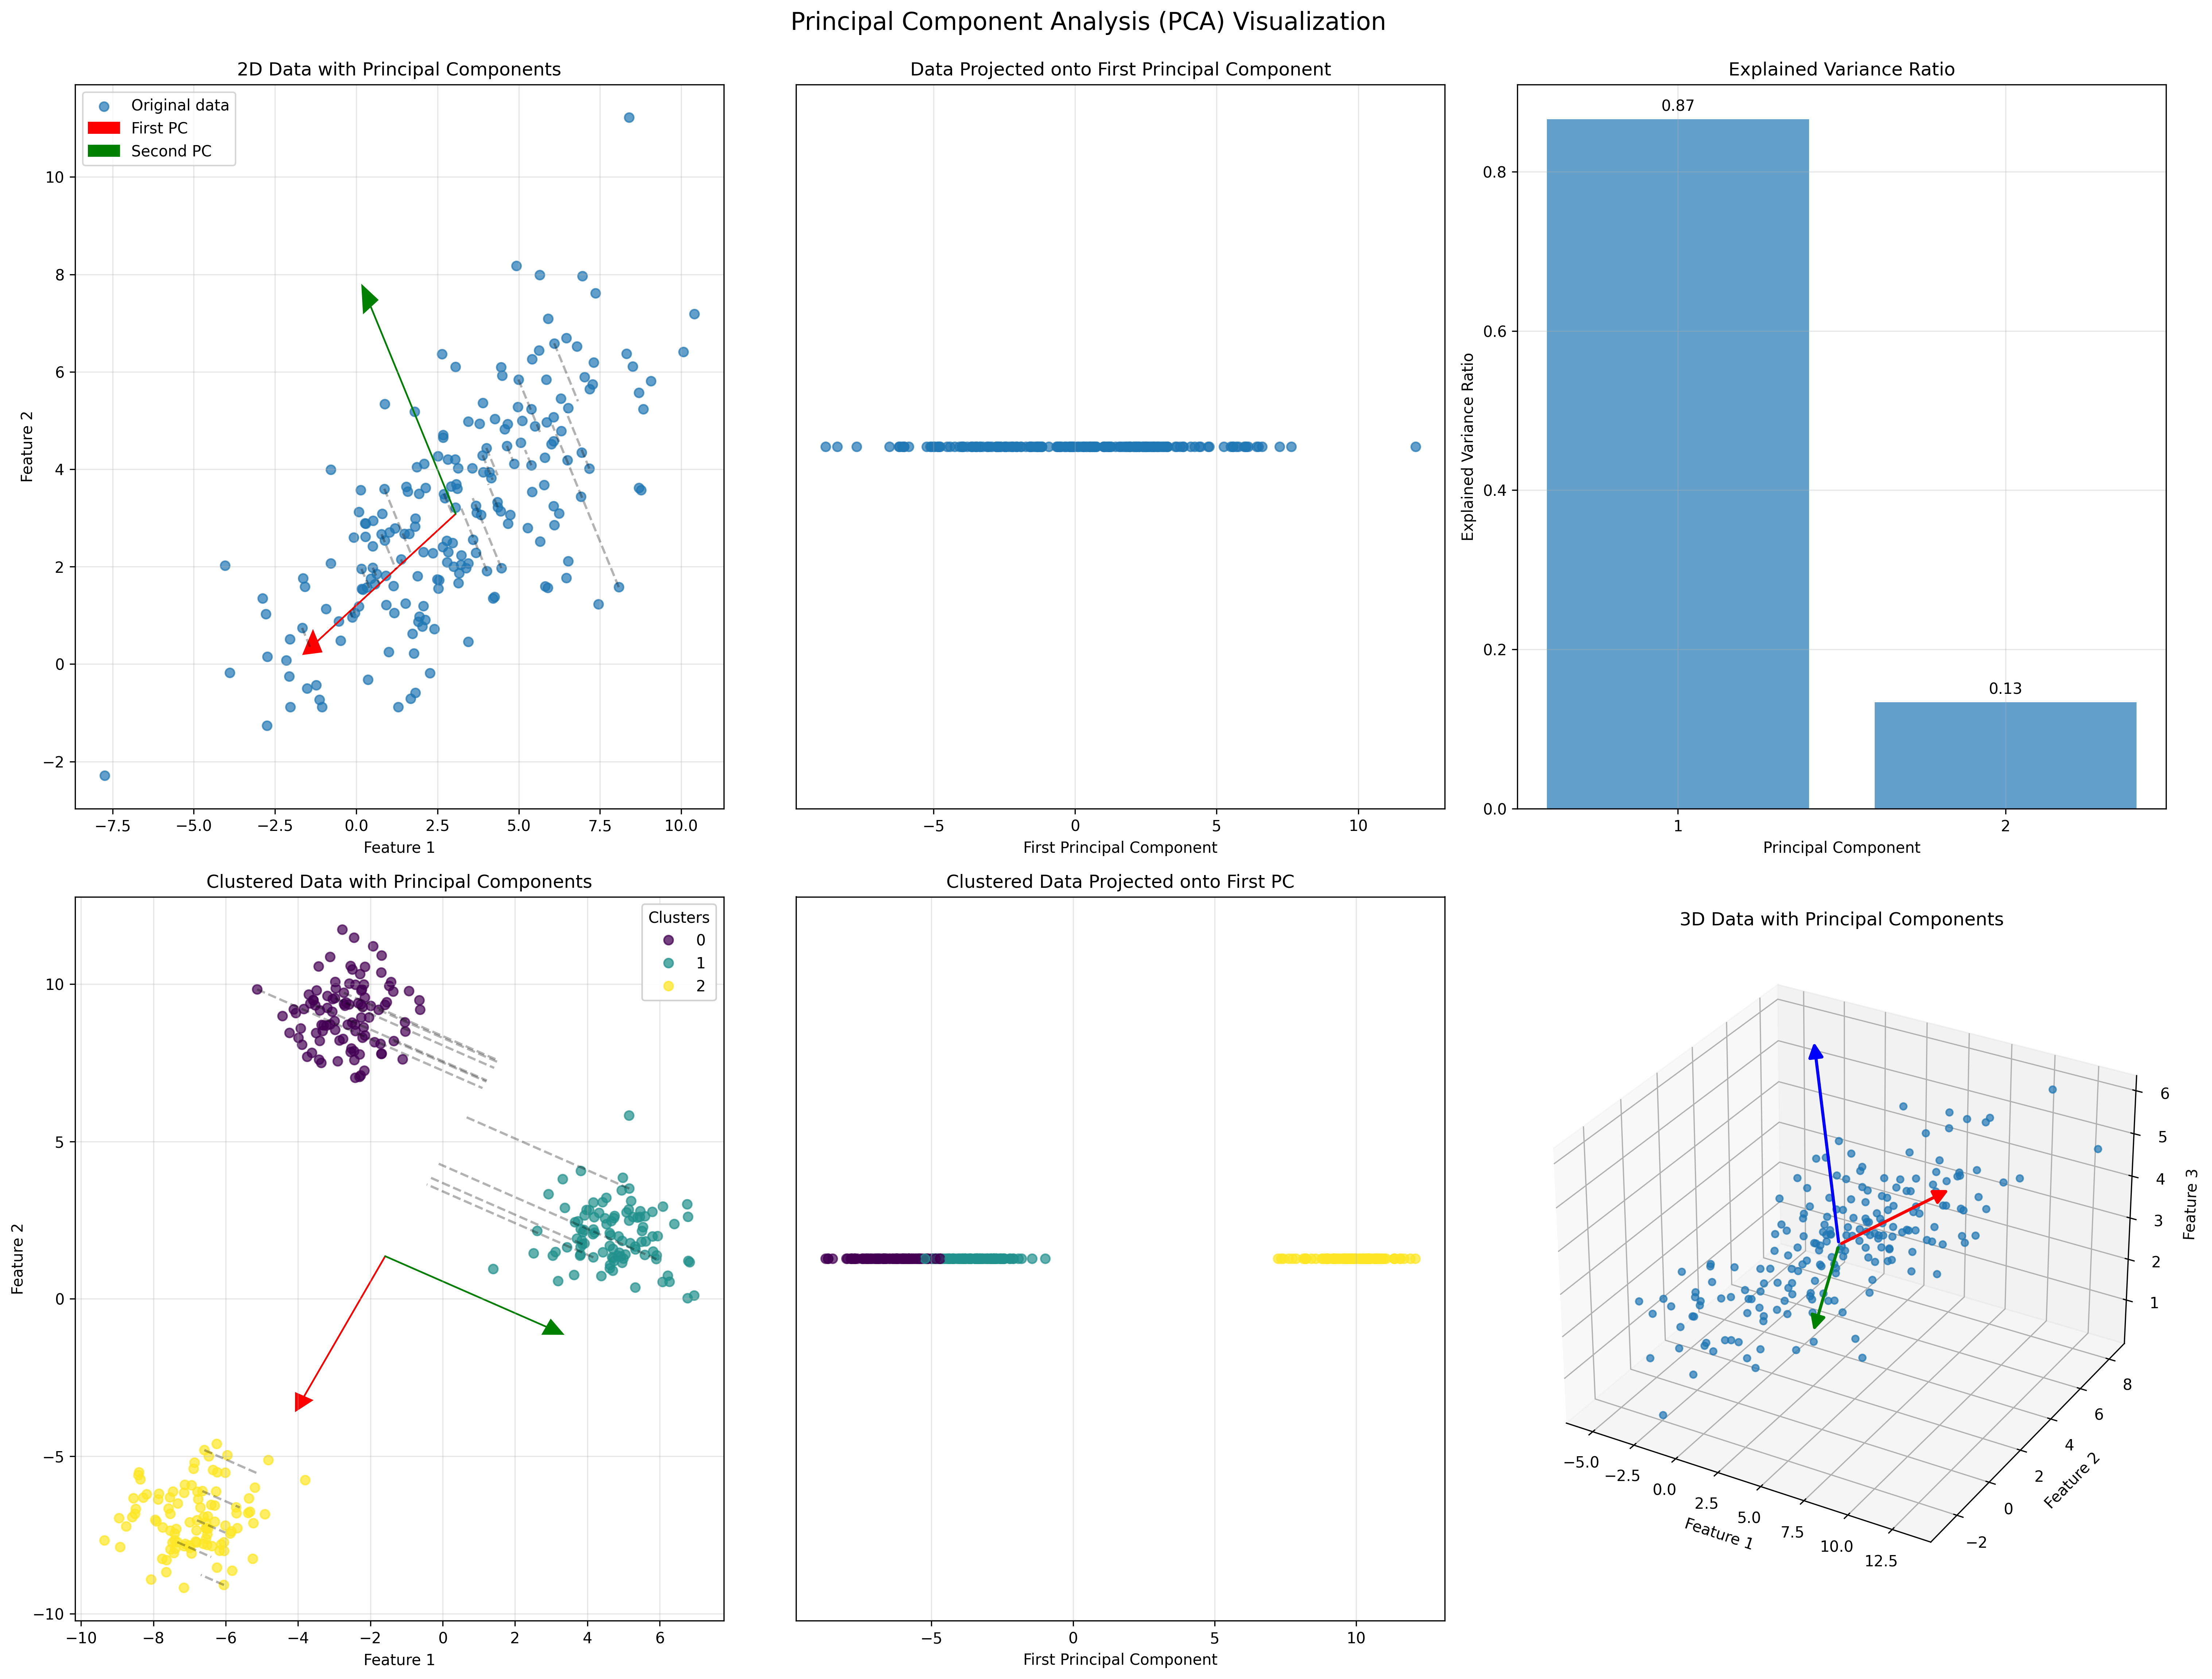 Principal Component Analysis (PCA) Visualization
2D Data with Principal Components
Original data
First PC
Second PC
10
8
6
4
2
0
−2
Feature 2
−7.5 −5.0 −2.5 0.0 2.5 5.0 7.5 10.0
Feature 1
Data Projected onto First Principal Component
−5 0 5 10
First Principal Component
Explained Variance Ratio
0.87
0.13
0.8
0.6
0.4
0.2
0.0
Explained Variance Ratio
1 2
Principal Component
Clustered Data with Principal Components
Clusters
0
1
2
10
5
0
−5
−10
Feature 2
−10 −8 −6 −4 −2 0 2 4 6
Feature 1
Clustered Data Projected onto First PC
−5 0 5 10
First Principal Component
3D Data with Principal Components
6
5
4
3
2
1
Feature 3
8
6
4
2
0
−2
Feature 2
−5.0 −2.5 0.0 2.5 5.0 7.5 10.0 12.5
Feature 1